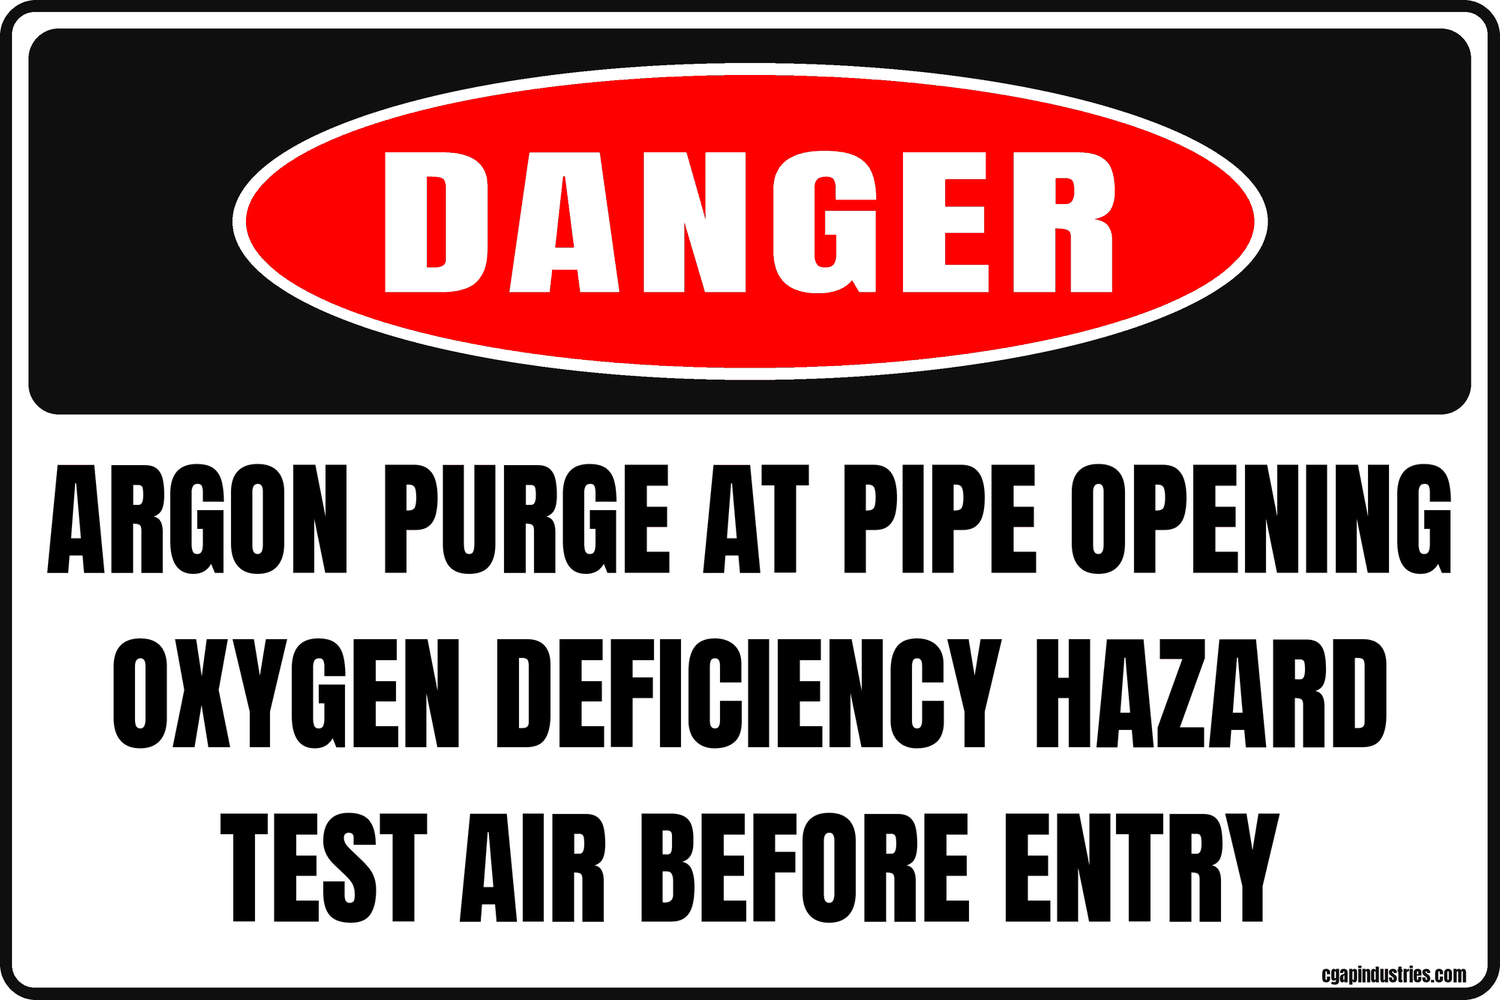 DANGER
ARGON PURGE AT PIPE OPENING
OXYGEN DEFICIENCY HAZARD
TEST AIR BEFORE ENTRY
cgapindustries.com